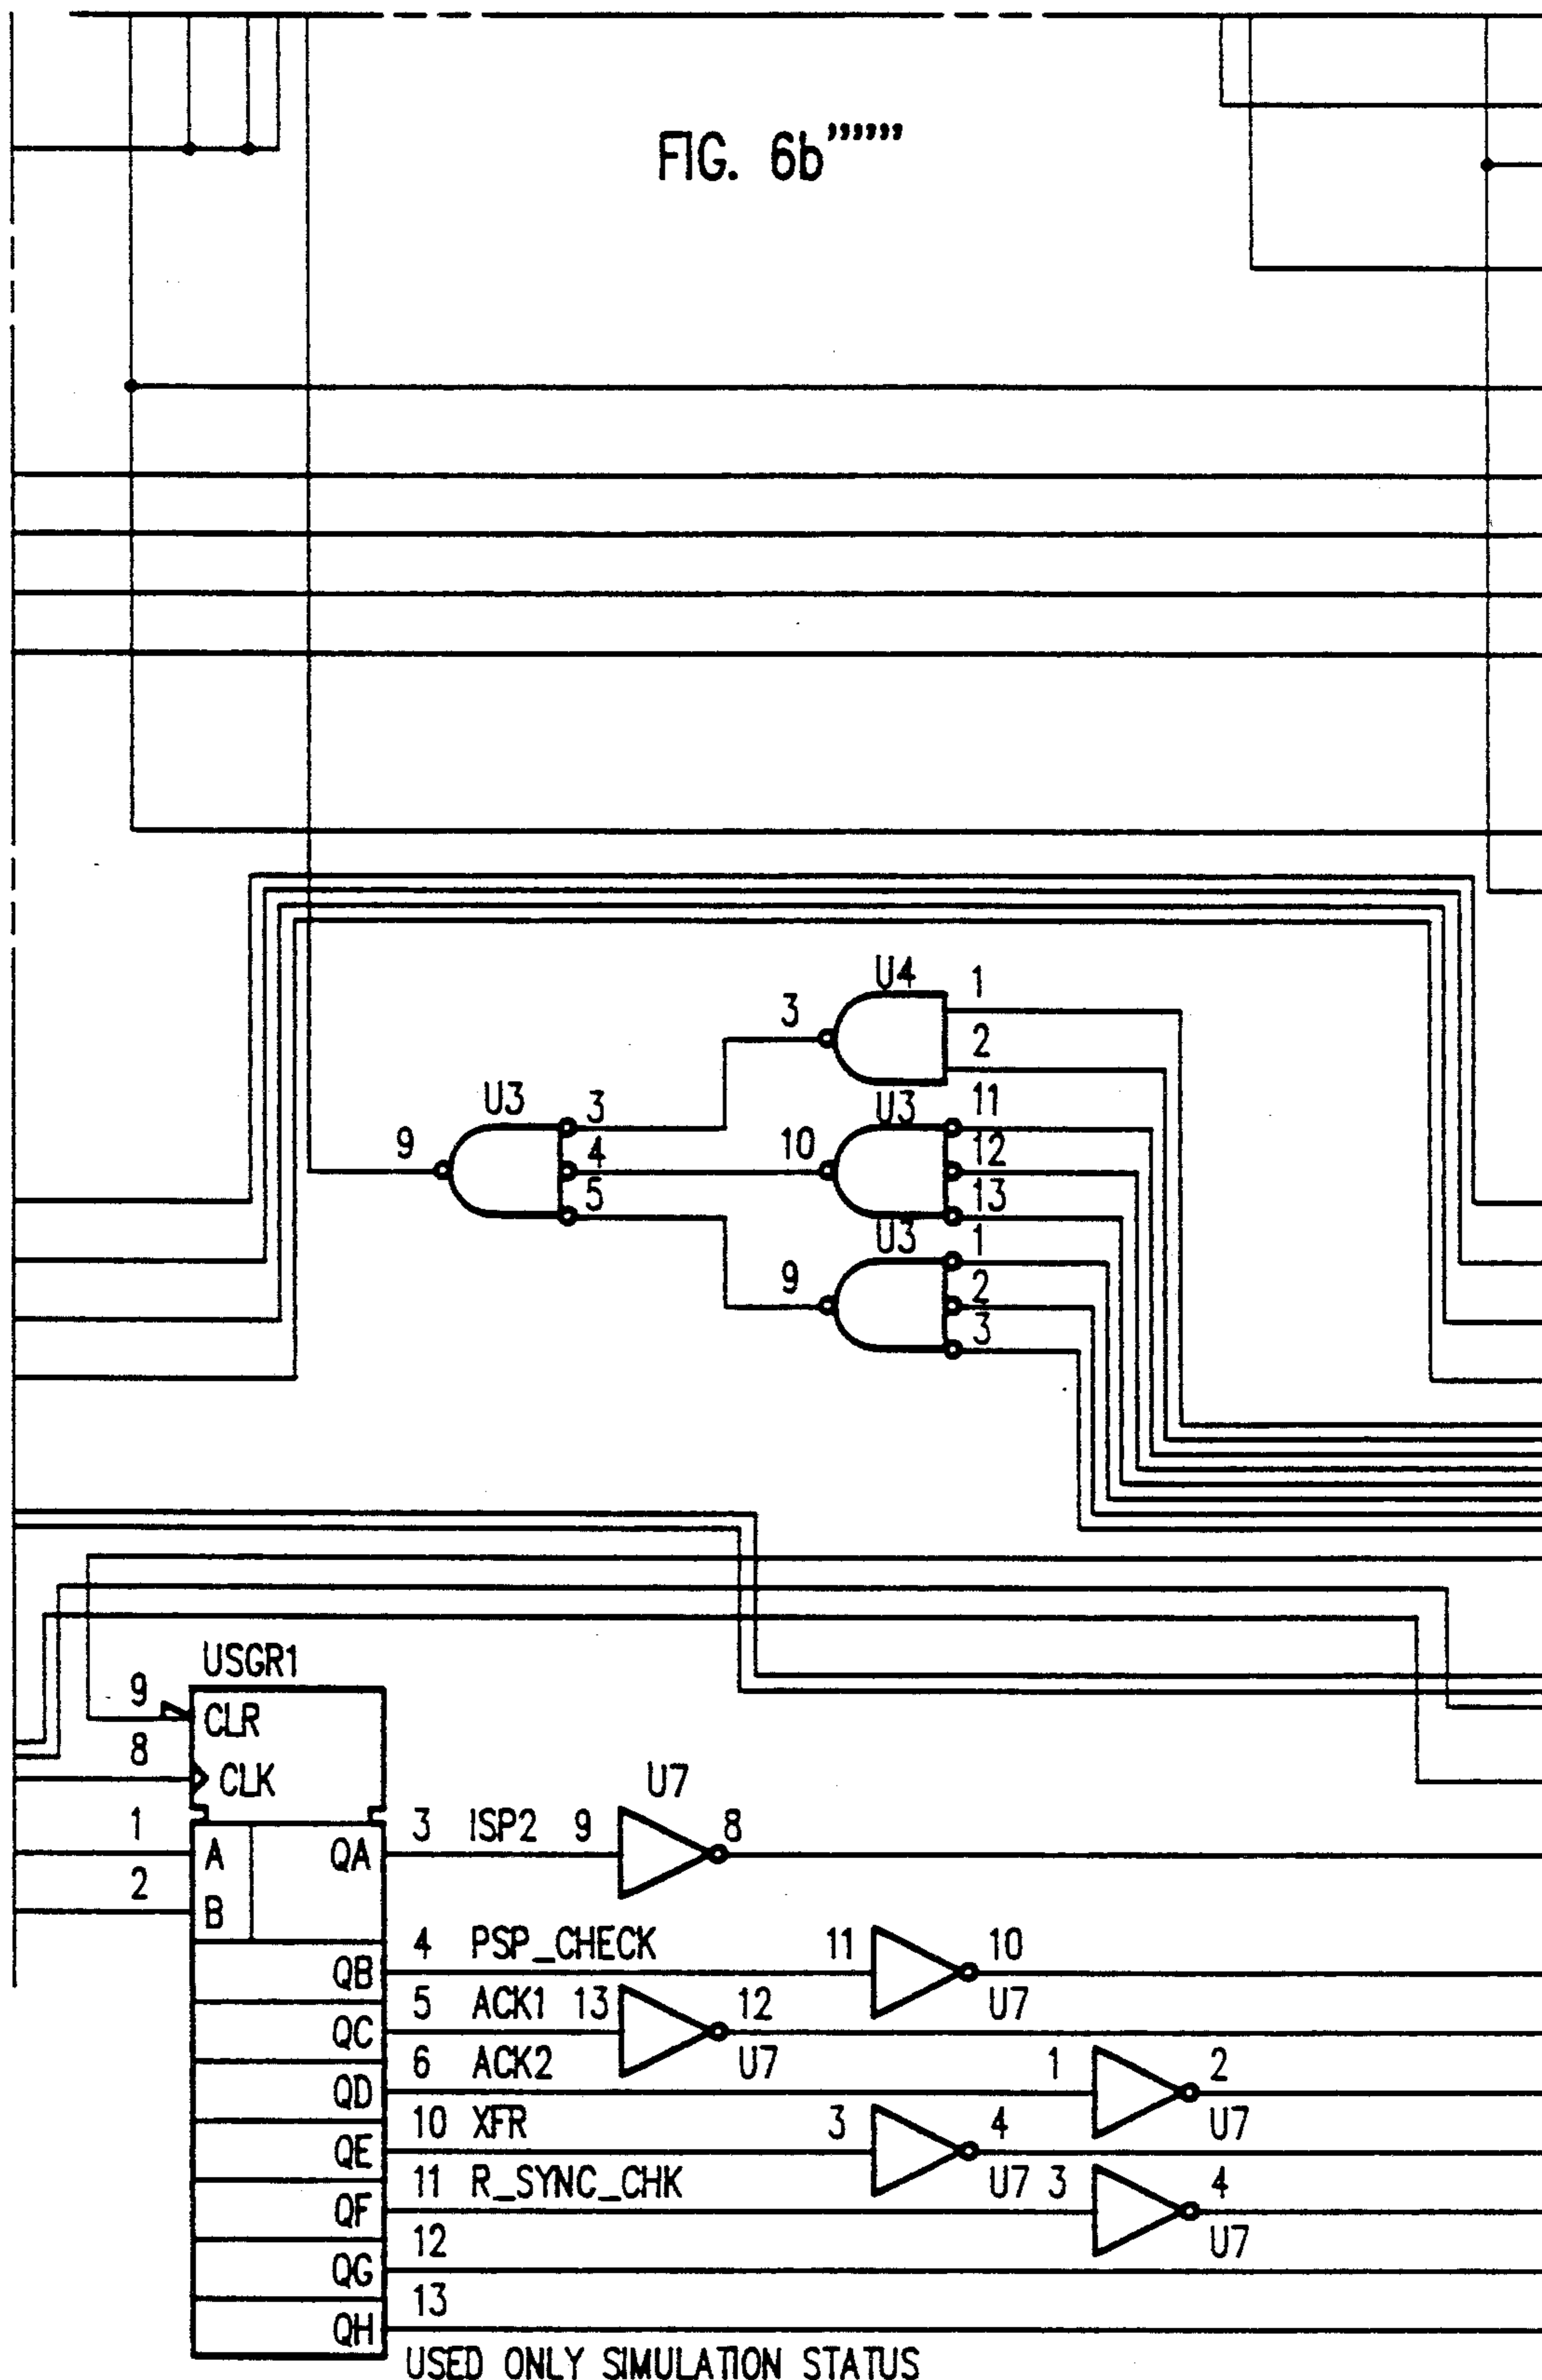 FIG. 6b''''''
U4
1
3
2
U3
3
U3
11
9
4
10
12
5
13
U3
1
9
2
3
USGR1
9
CLR
8
CLK
U7
1
A
QA
3 ISP2 9
8
2
B
4 PSP_CHECK 11
10
QB
U7
5 ACK1 13
12
QC
U7
6 ACK2
1
2
QD
U7
10 XFR
3
4
QE
U7
11 R_SYNC_CHK
3
4
QF
U7
12
QG
13
QH
USED ONLY SIMULATION STATUS